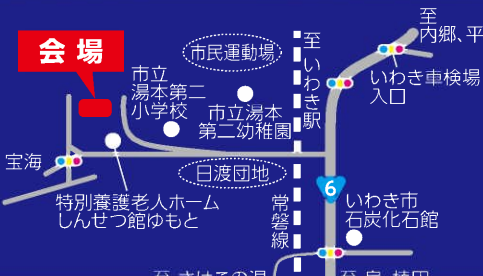 至
内郷、平
会場
市民運動場
至いわき駅
市立
湯本第二
小学校
いわき車検場
入口
市立湯本
第二幼稚園
宝海
日渡団地
6
特別養護老人ホーム
しんせつ館ゆもと
常磐線
いわき市
石炭化石館